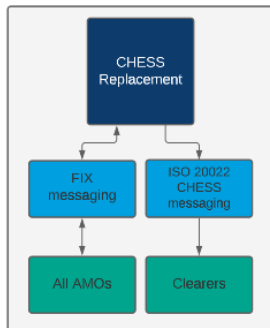 CHESS
Replacement
FIX
messaging
ISO 20022
CHESS
messaging
All AMOs
Clearers